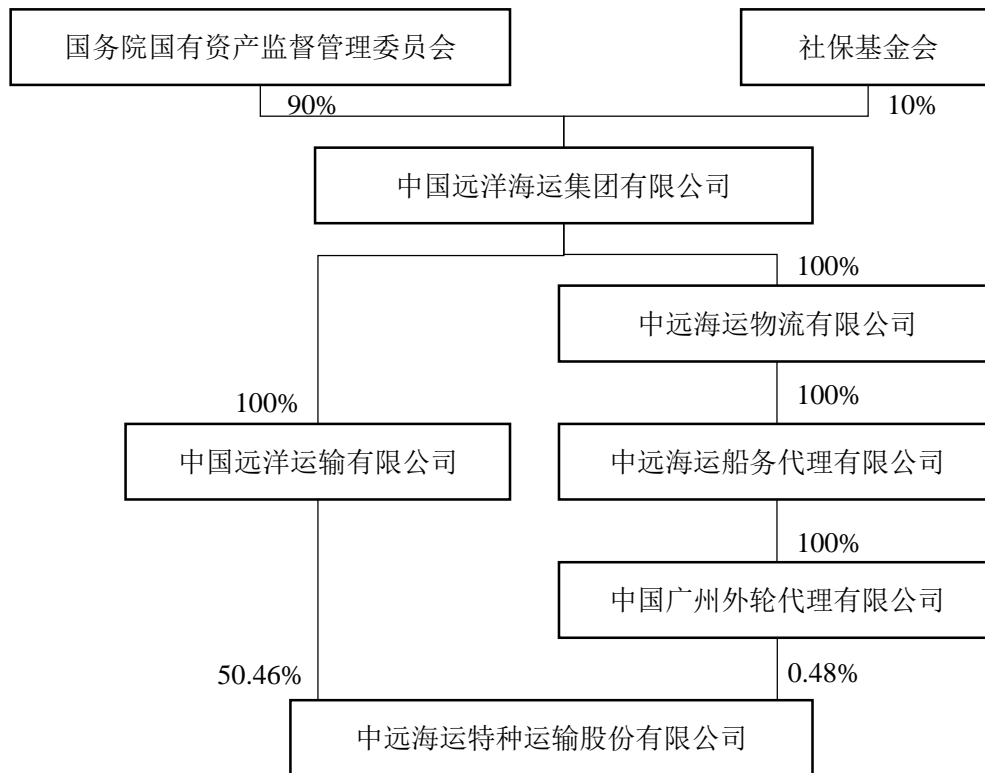 国务院国有资产监督管理委员会
社保基金会
90%
10%
中国远洋海运集团有限公司
100%
中远海运物流有限公司
100%
100%
中国远洋运输有限公司
中远海运船务代理有限公司
100%
中国广州外轮代理有限公司
50.46%
0.48%
中远海运特种运输股份有限公司